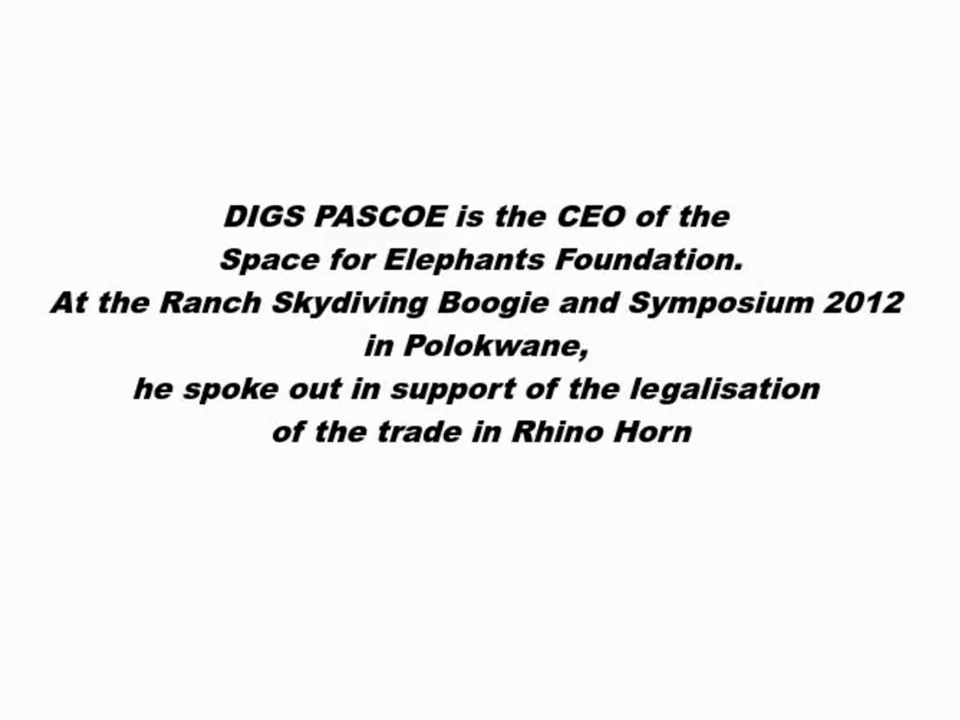 DIGS PASCOE is the CEO of the
Space for Elephants Foundation.
At the Ranch Skydiving Boogie and Symposium 2012
in Polokwane,
he spoke out in support of the legalisation
of the trade in Rhino Horn